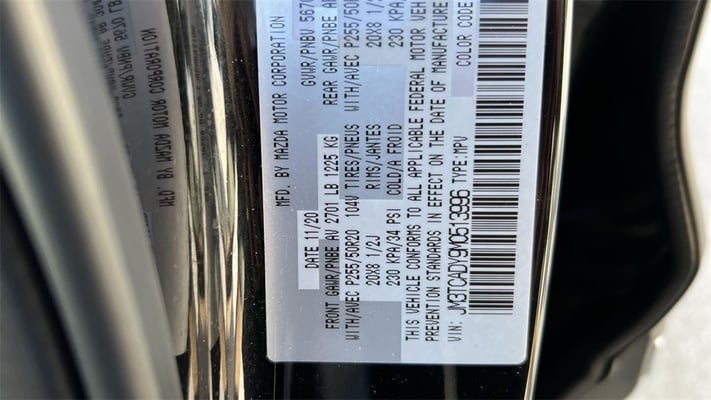 MFD. BY MAZDA MOTOR CORPORATION
DATE 11/20 GVWR/PNBV 567
FRONT GAWR/PNBE AV 2701 LB 1225 KG REAR GAWR/PNBE AR
WITH/AVEC P255/50R20 104V TIRES/PNEUS WITH/AVEC P255/50R
20X8 1/2J RIMS/JANTES 20X8 1/2
230 KPA/34 PSI COLD/A FROID 230 KPA
THIS VEHICLE CONFORMS TO ALL APPLICABLE FEDERAL MOTOR VEH
PREVENTION STANDARDS IN EFFECT ON THE DATE OF MANUFACTURE
VIN: JM3TCADY9M0513996 TYPE:MPV COLOR CODE
MFD. BY MAZDA MOTOR CORPORATION